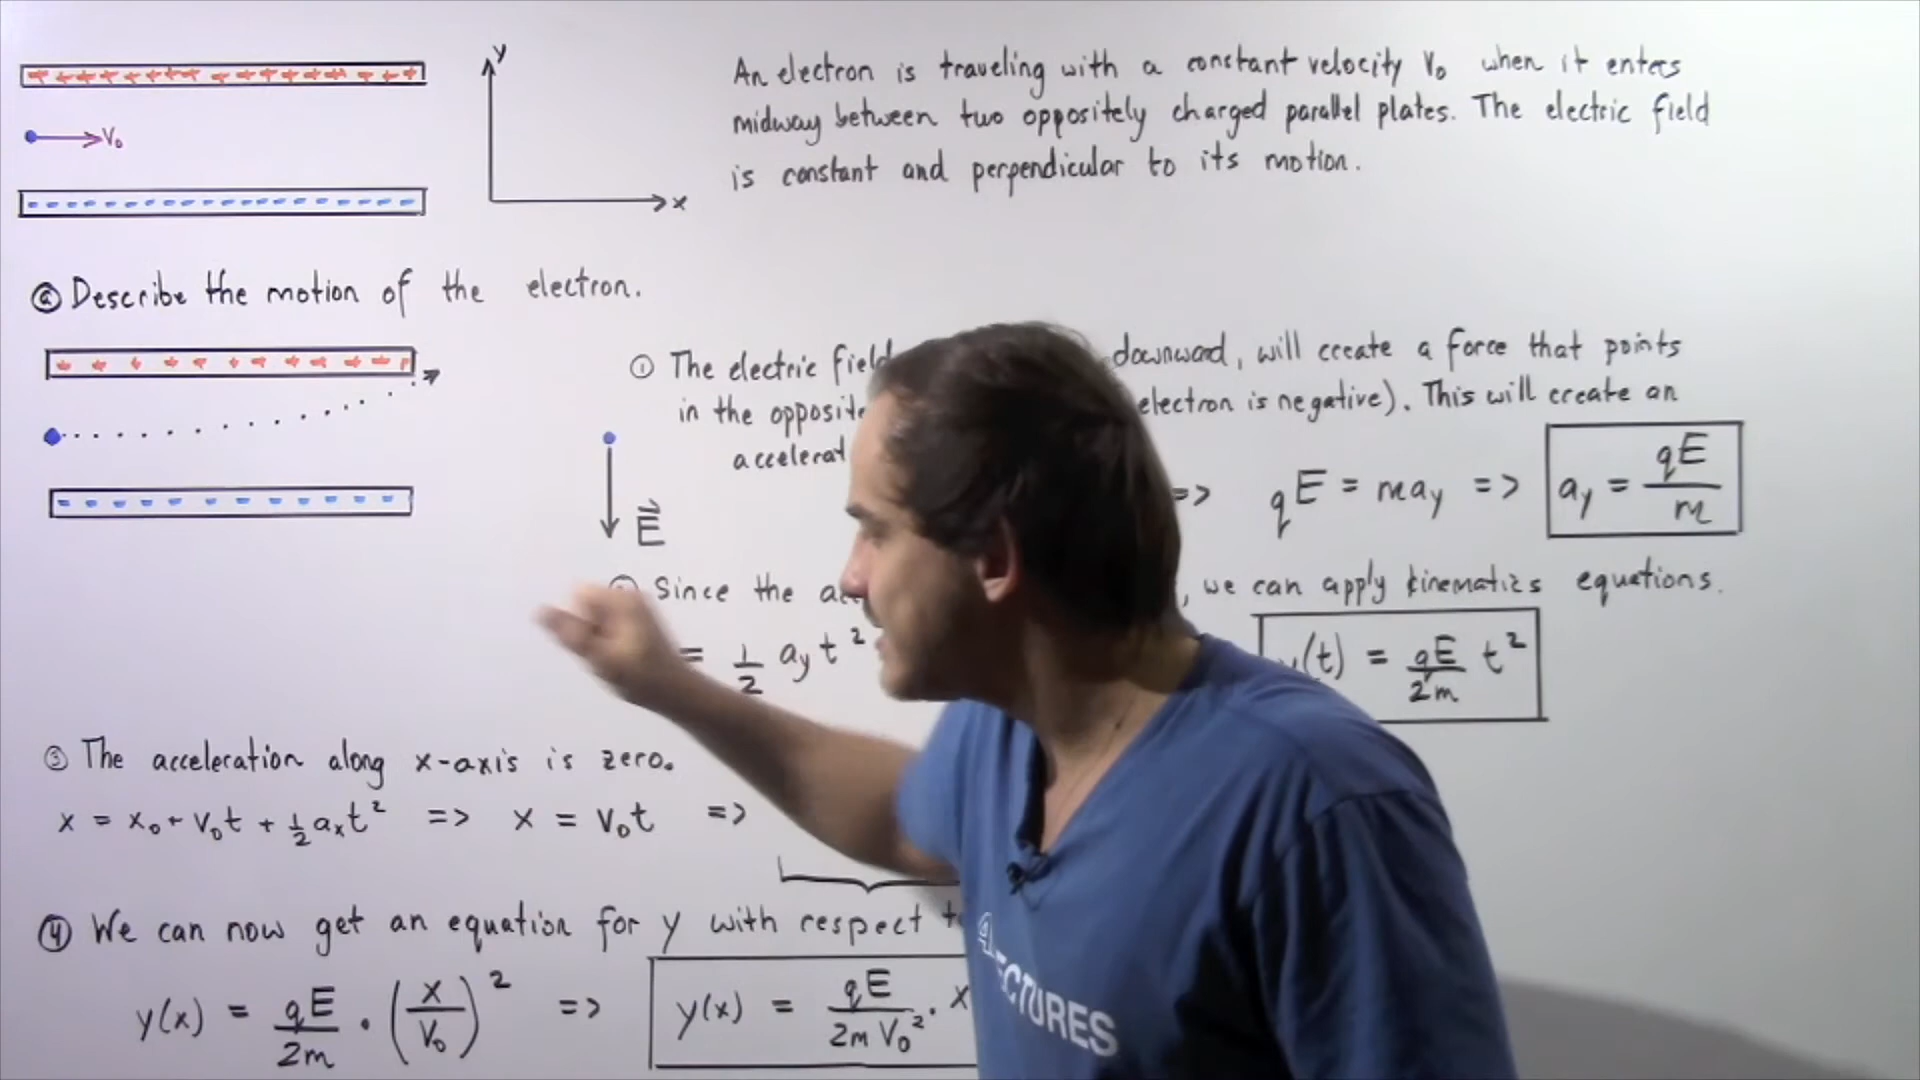 y
An electron is traveling with a constant velocity V₀ when it enters
midway between two oppositely charged parallel plates. The electric field
is constant and perpendicular to its motion.
V₀
x
ⓐ Describe the motion of the electron.
① The electric field downward, will create a force that points
in the opposite electron is negative). This will create an
=> qE = may => ay = qE/m
E⃗
Since the , we can apply kinematics equations.
= 1/2 ay t² (t) = qE/2m t²
③ The acceleration along x-axis is zero.
x = x₀ + V₀t + 1/2 aₓt² => x = V₀t =>
④ We can now get an equation for y with respect
y(x) = qE/2m · (x/V₀)² => y(x) = qE/2mV₀² · x
ECTURES